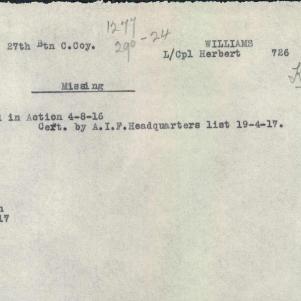 1277
290-24
27th Btn C.Coy. WILLIAMS
L/Cpl Herbert 726
Missing
in Action 4-8-16
Cert. by A.I.F.Headquarters list 19-4-17.
17